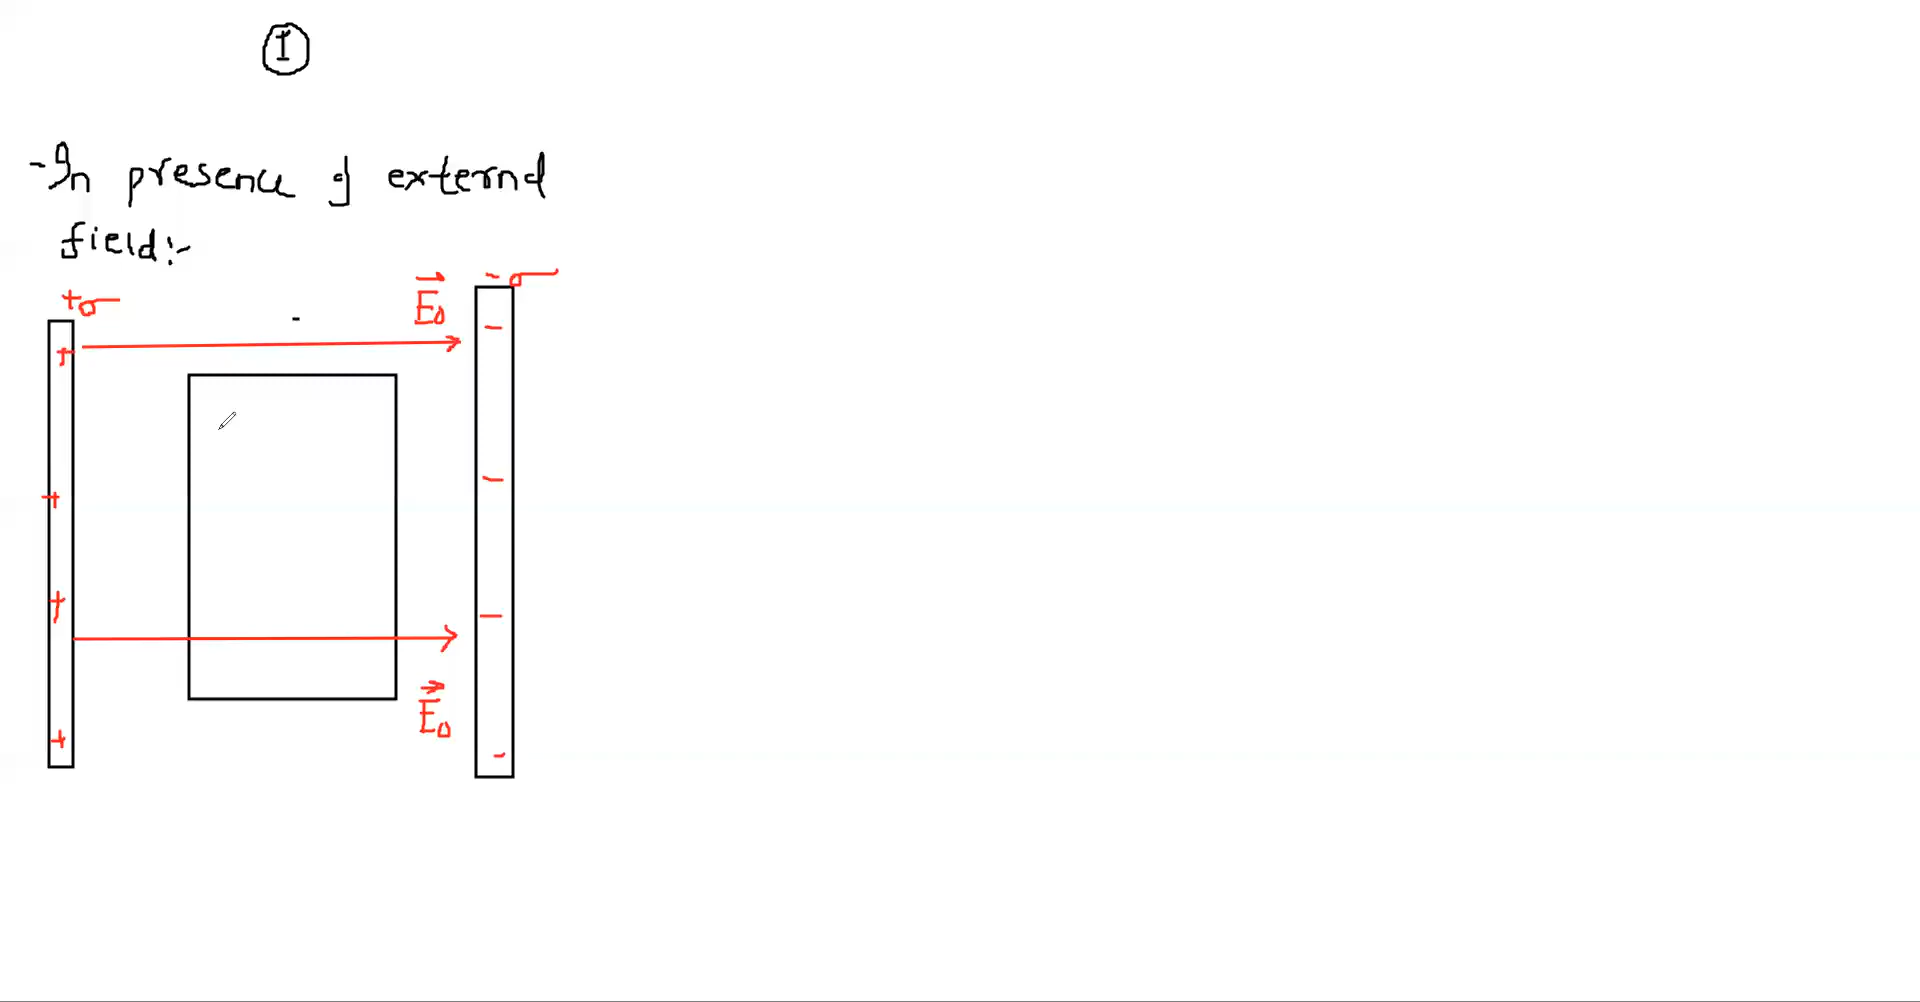 I
- In presence of external
field:-
+σ
E₀
-σ
+
-
+
-
+
-
+
-
E₀